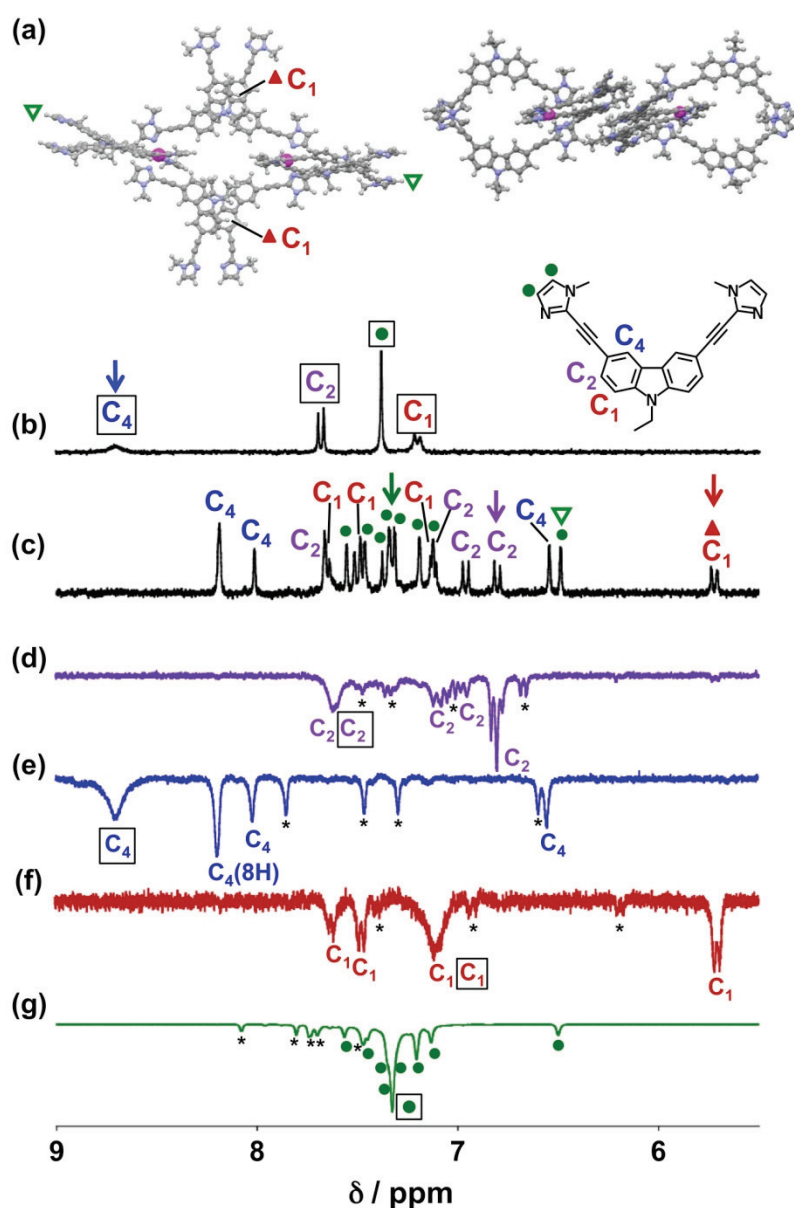 (a)
▲ C₁
▽
▽
▲ C₁
N
N
N
N
C₄
C₂
C₁
N
(b)
C₄
C₂
●
C₁
(c)
C₄
C₄
C₂
C₁
C₁
C₁
C₂
C₂
C₂
C₄
▽
▲
C₁
(d)
C₂ C₂
*
*
C₂
*
C₂
C₂
*
(e)
C₄
C₄(8H)
C₄
*
*
*
*
C₄
(f)
C₁
C₁
*
C₁ C₁
*
*
C₁
(g)
*
*
**
*
9 8 7 6
δ / ppm